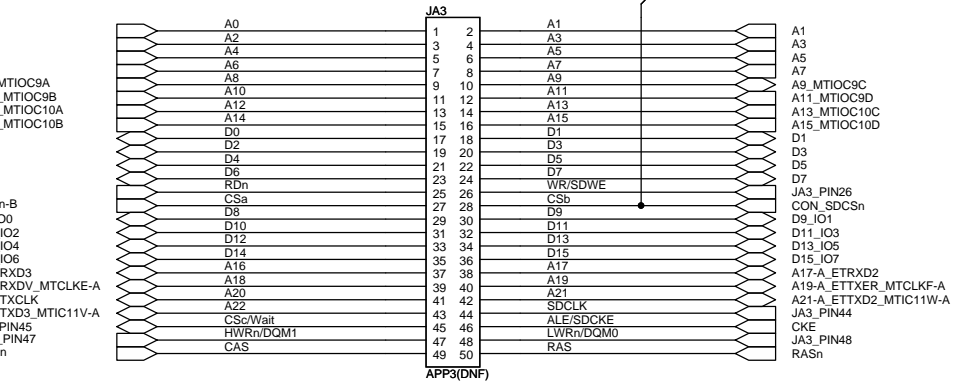 JA3
A0 1 2 A1 A1
A2 3 4 A3 A3
A4 5 6 A5 A5
A6 7 8 A7 A7
MTIOC9A A8 9 10 A9 A9_MTIOC9C
_MTIOC9B A10 11 12 A11 A11_MTIOC9D
_MTIOC10A A12 13 14 A13 A13_MTIOC10C
_MTIOC10B A14 15 16 A15 A15_MTIOC10D
D0 17 18 D1 D1
D2 19 20 D3 D3
D4 21 22 D5 D5
D6 23 24 D7 D7
RDn 25 26 WR/SDWE JA3_PIN26
n-B CSa 27 28 CSb CON_SDCSn
O0 D8 29 30 D9 D9_IO1
IO2 D10 31 32 D11 D11_IO3
IO4 D12 33 34 D13 D13_IO5
IO6 D14 35 36 D15 D15_IO7
RXD3 A16 37 38 A17 A17-A_ETRXD2
RXDV_MTCLKE-A A18 39 40 A19 A19-A_ETTXER_MTCLKF-A
TXCLK A20 41 42 A21 A21-A_ETTXD2_MTIC11W-A
TXD3_MTIC11V-A A22 43 44 SDCLK JA3_PIN44
PIN45 CSc/Wait 45 46 ALE/SDCKE CKE
_PIN47 HWRn/DQM1 47 48 LWRn/DQM0 JA3_PIN48
n CAS 49 50 RAS RASn
APP3(DNF)